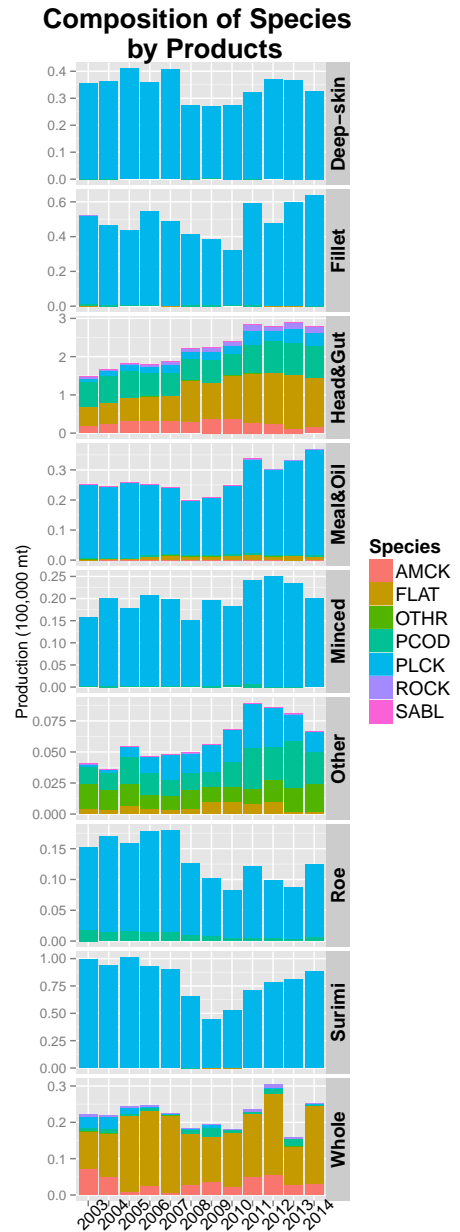 Composition of Species
by Products
Production (100,000 mt)
0.4
0.3
0.2
0.1
0.0
Deep−skin
0.6
0.4
0.2
0.0
Fillet
3
2
1
0
Head&Gut
0.3
0.2
0.1
0.0
Meal&Oil
0.25
0.20
0.15
0.10
0.05
0.00
Minced
0.075
0.050
0.025
0.000
Other
0.15
0.10
0.05
0.00
Roe
1.00
0.75
0.50
0.25
0.00
Surimi
0.3
0.2
0.1
0.0
Whole
2003 2004 2005 2006 2007 2008 2009 2010 2011 2012 2013 2014
Species
AMCK
FLAT
OTHR
PCOD
PLCK
ROCK
SABL